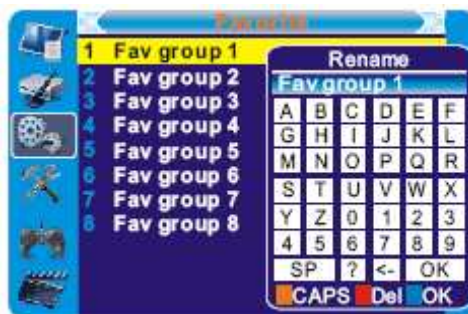 Favorite
1 Fav group 1
2 Fav group 2
3 Fav group 3
4 Fav group 4
5 Fav group 5
6 Fav group 6
7 Fav group 7
8 Fav group 8
Rename
Fav group 1
A B C D E F
G H I J K L
M N O P Q R
S T U V W X
Y Z 0 1 2 3
4 5 6 7 8 9
SP ? <- OK
CAPS Del OK